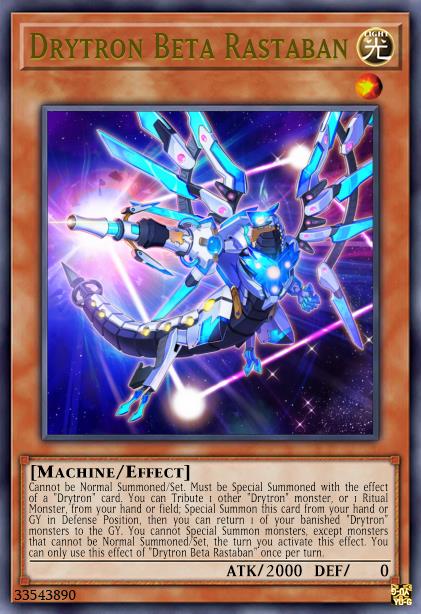 Drytron Beta Rastaban
LIGHT
光
[Machine/Effect]
Cannot be Normal Summoned/Set. Must be Special Summoned with the effect
of a "Drytron" card. You can Tribute 1 other "Drytron" monster, or 1 Ritual
Monster, from your hand or field; Special Summon this card from your hand or
GY in Defense Position, then you can return 1 of your banished "Drytron"
monsters to the GY. You cannot Special Summon monsters, except monsters
that cannot be Normal Summoned/Set, the turn you activate this effect. You
can only use this effect of "Drytron Beta Rastaban" once per turn.
ATK/2000 DEF/ 0
33543890